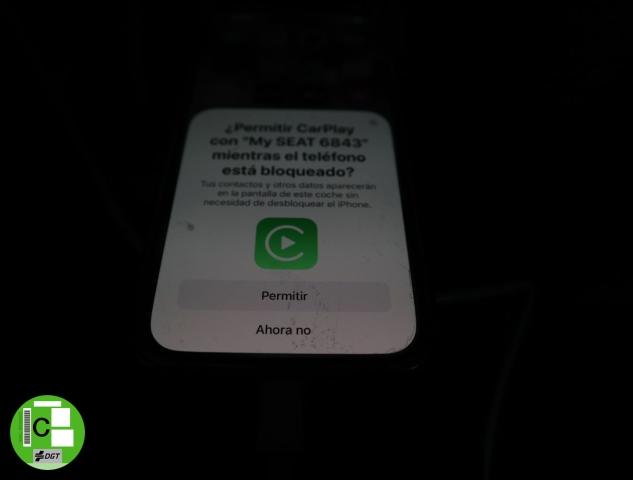 ¿Permitir CarPlay
con "My SEAT 6843"
mientras el teléfono
está bloqueado?
Tus contactos y otros datos aparecerán
en la pantalla de este coche sin
necesidad de desbloquear el iPhone.
Permitir
Ahora no
C
DGT